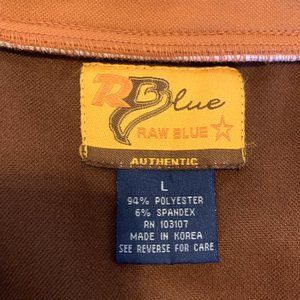 RBlue
RAW BLUE
AUTHENTIC
L
94% POLYESTER
6% SPANDEX
RN 103107
MADE IN KOREA
SEE REVERSE FOR CARE